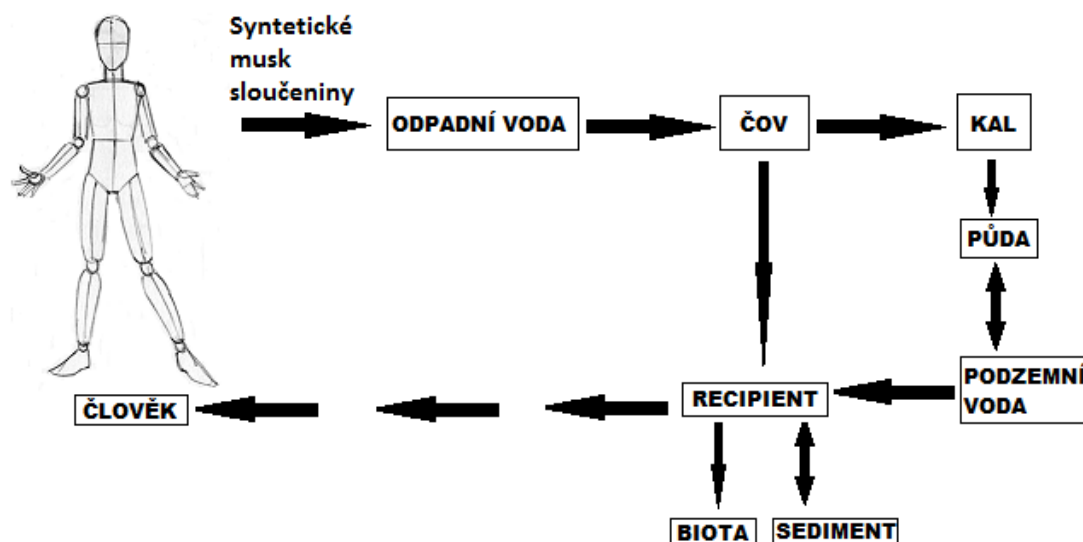 Syntetické
musk
sloučeniny
ODPADNÍ VODA
ČOV
KAL
PŮDA
PODZEMNÍ
VODA
RECIPIENT
ČLOVĚK
BIOTA
SEDIMENT